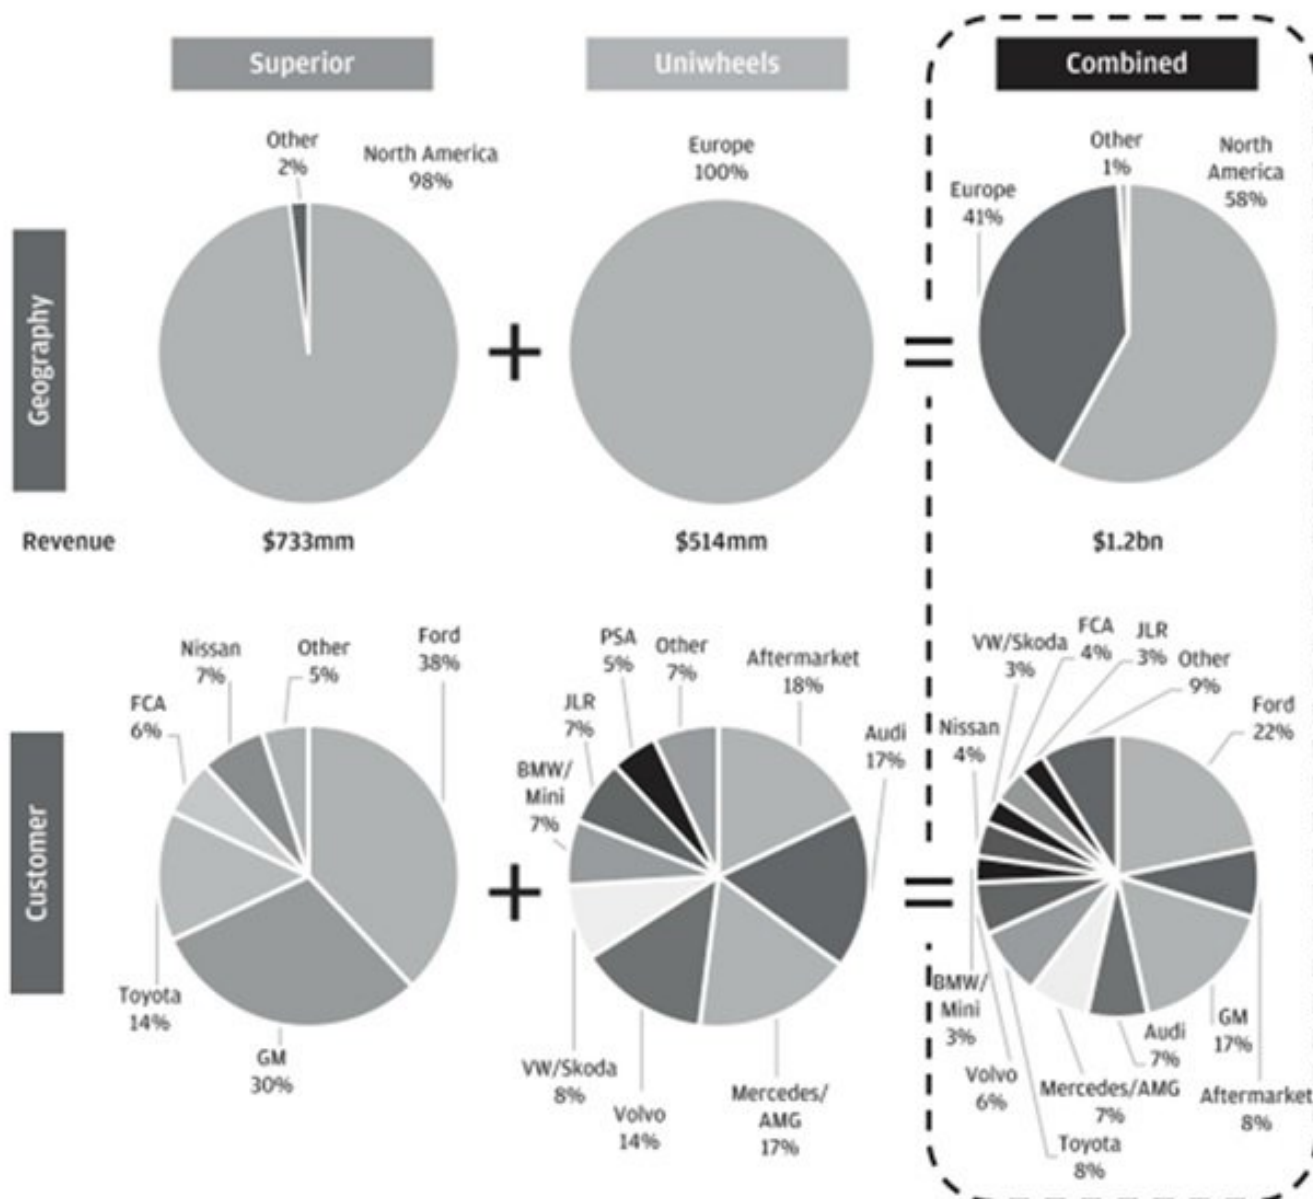 Superior
Uniwheels
Combined
Geography
Other
2%
North America
98%
Europe
100%
Other
1%
North
America
58%
Europe
41%
+
=
Revenue
$733mm
$514mm
$1.2bn
Customer
Nissan
7%
Other
5%
Ford
38%
FCA
6%
Toyota
14%
GM
30%
+
PSA
5%
Other
7%
Aftermarket
18%
JLR
7%
Audi
17%
BMW/
Mini
7%
VW/Skoda
8%
Volvo
14%
Mercedes/
AMG
17%
=
VW/Skoda
3%
FCA
4%
JLR
3%
Other
9%
Ford
22%
Nissan
4%
BMW/
Mini
3%
Volvo
6%
Toyota
8%
Mercedes/AMG
7%
Audi
7%
GM
17%
Aftermarket
8%